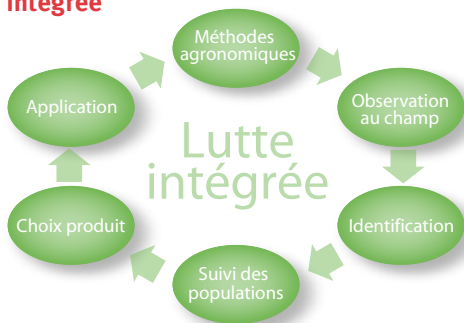 intégrée
Méthodes
agronomiques
Observation
au champ
Identification
Suivi des
populations
Choix produit
Application
Lutte
intégrée